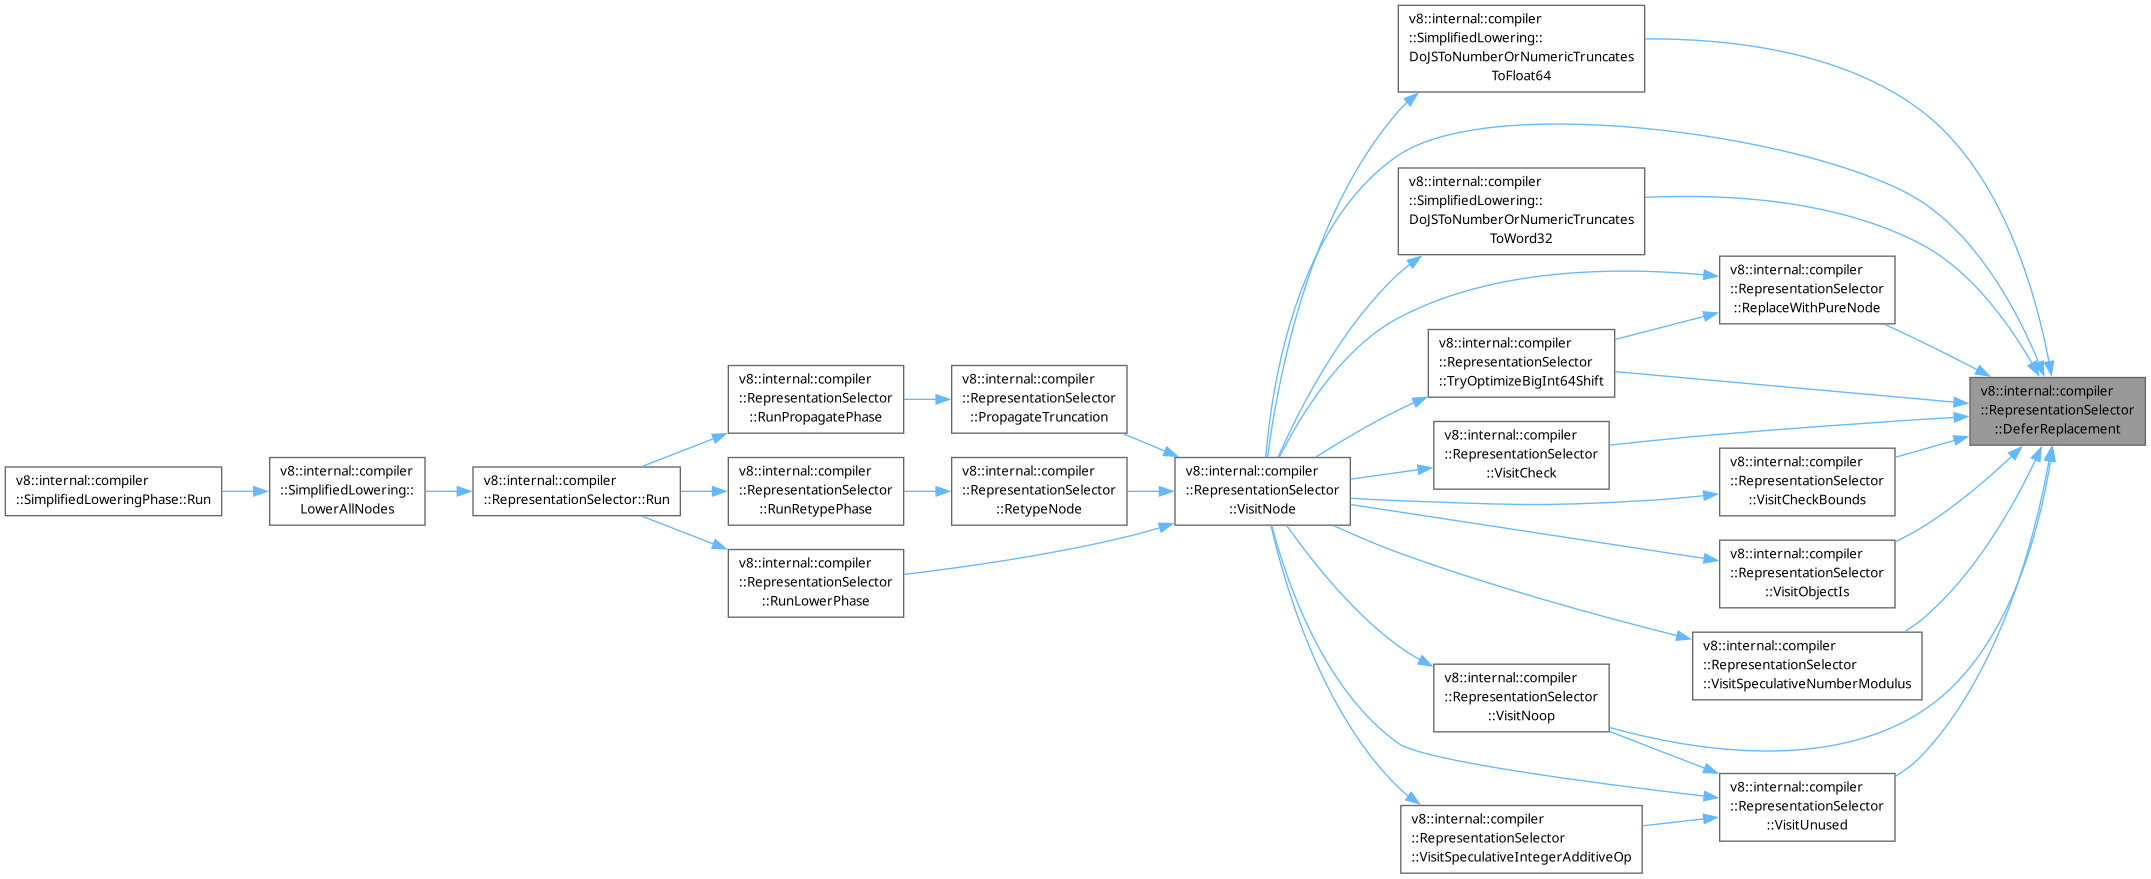 v8::internal::compiler
::SimplifiedLoweringPhase::Run
v8::internal::compiler
::SimplifiedLowering::
LowerAllNodes
v8::internal::compiler
::RepresentationSelector::Run
v8::internal::compiler
::RepresentationSelector
::RunPropagatePhase
v8::internal::compiler
::RepresentationSelector
::RunRetypePhase
v8::internal::compiler
::RepresentationSelector
::RunLowerPhase
v8::internal::compiler
::RepresentationSelector
::PropagateTruncation
v8::internal::compiler
::RepresentationSelector
::RetypeNode
v8::internal::compiler
::RepresentationSelector
::VisitNode
v8::internal::compiler
::SimplifiedLowering::
DoJSToNumberOrNumericTruncates
ToFloat64
v8::internal::compiler
::SimplifiedLowering::
DoJSToNumberOrNumericTruncates
ToWord32
v8::internal::compiler
::RepresentationSelector
::TryOptimizeBigInt64Shift
v8::internal::compiler
::RepresentationSelector
::VisitCheck
v8::internal::compiler
::RepresentationSelector
::VisitNoop
v8::internal::compiler
::RepresentationSelector
::VisitSpeculativeIntegerAdditiveOp
v8::internal::compiler
::RepresentationSelector
::ReplaceWithPureNode
v8::internal::compiler
::RepresentationSelector
::VisitCheckBounds
v8::internal::compiler
::RepresentationSelector
::VisitObjectIs
v8::internal::compiler
::RepresentationSelector
::VisitSpeculativeNumberModulus
v8::internal::compiler
::RepresentationSelector
::VisitUnused
v8::internal::compiler
::RepresentationSelector
::DeferReplacement